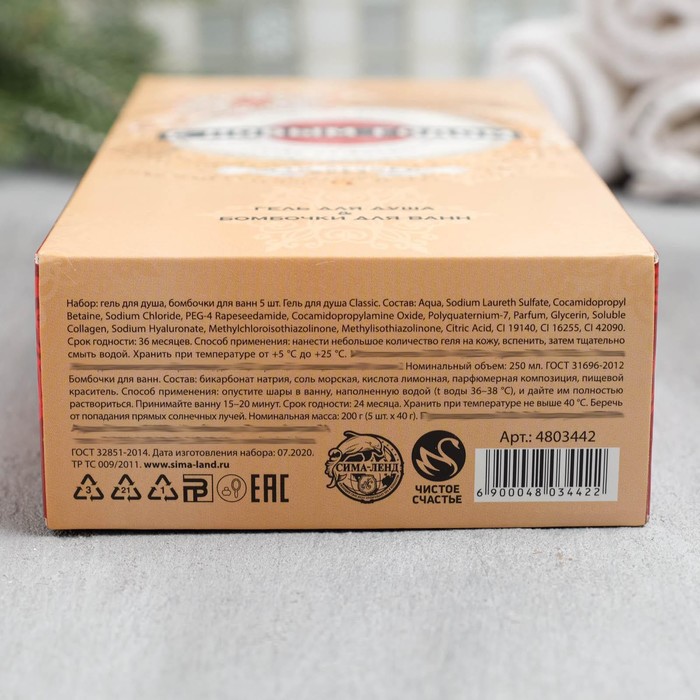 С НОВЫМ ГОДОМ
ГЕЛЬ ДЛЯ ДУША
&
БОМБОЧКИ ДЛЯ ВАНН
Набор: гель для душа, бомбочки для ванн 5 шт. Гель для душа Classic. Состав: Aqua, Sodium Laureth Sulfate, Cocamidopropyl
Betaine, Sodium Chloride, PEG-4 Rapeseedamide, Cocamidopropylamine Oxide, Polyquaternium-7, Parfum, Glycerin, Soluble
Collagen, Sodium Hyaluronate, Methylchloroisothiazolinone, Methylisothiazolinone, Citric Acid, CI 19140, CI 16255, CI 42090.
Срок годности: 36 месяцев. Способ применения: нанести небольшое количество геля на кожу, вспенить, затем тщательно
смыть водой. Хранить при температуре от +5 °C до +25 °C.
Номинальный объем: 250 мл. ГОСТ 31696-2012
Бомбочки для ванн. Состав: бикарбонат натрия, соль морская, кислота лимонная, парфюмерная композиция, пищевой
краситель. Способ применения: опустите шары в ванну, наполненную водой (t воды 36–38 °C), и дайте им полностью
раствориться. Принимайте ванну 15–20 минут. Срок годности: 24 месяца. Хранить при температуре не выше 40 °C. Беречь
от попадания прямых солнечных лучей. Номинальная масса: 200 г (5 шт. х 40 г).
ГОСТ 32851-2014. Дата изготовления набора: 07.2020.
ТР ТС 009/2011. www.sima-land.ru
3 21 1 EAC
СИМА-ЛЕНД
ЧИСТОЕ
СЧАСТЬЕ
Арт.: 4803442
6 900048 034422